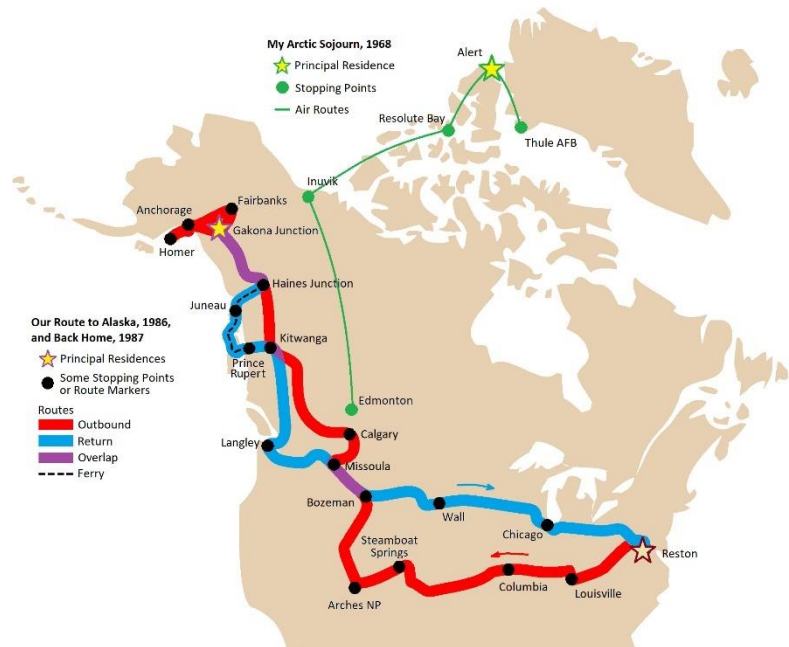 My Arctic Sojourn, 1968
Principal Residence
Stopping Points
Air Routes
Alert
Resolute Bay
Thule AFB
Inuvik
Fairbanks
Anchorage
Gakona Junction
Homer
Haines Junction
Juneau
Our Route to Alaska, 1986,
and Back Home, 1987
Principal Residences
Some Stopping Points
or Route Markers
Routes
Outbound
Return
Overlap
Ferry
Kitwanga
Prince
Rupert
Edmonton
Calgary
Langley
Missoula
Bozeman
Wall
Chicago
Reston
Steamboat
Springs
Arches NP
Columbia
Louisville